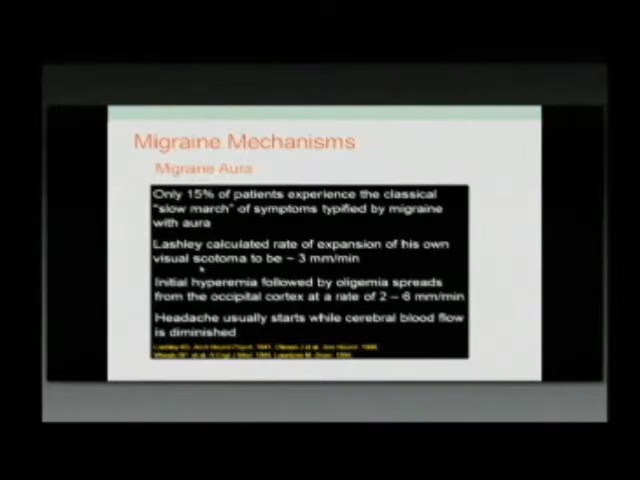 Migraine Mechanisms
Migraine Aura
Only 15% of patients experience the classical
"slow march" of symptoms typified by migraine
with aura
Lashley calculated rate of expansion of his own
visual scotoma to be ~ 3 mm/min
Initial hyperemia followed by oligemia spreads
from the occipital cortex at a rate of 2 – 6 mm/min
Headache usually starts while cerebral blood flow
is diminished